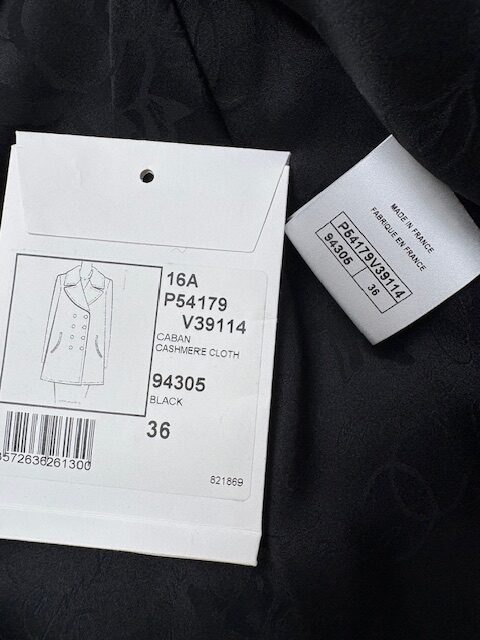 16A
P54179
V39114
CABAN
CASHMERE CLOTH
94305
BLACK
36
821869
MADE IN FRANCE
FABRIQUE EN FRANCE
P54179V39114
94305 36